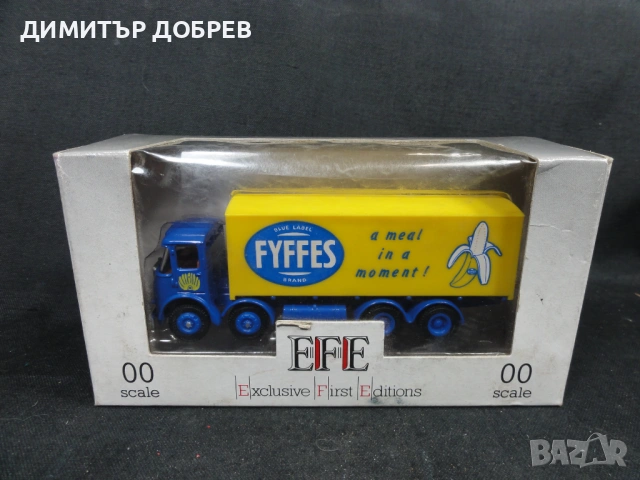 ДИМИТЪР ДОБРЕВ
BLUE LABEL
FYFFES
BRAND
a meal
in a
moment!
EFE
Exclusive First Editions
00
scale
00
scale
BAZAR